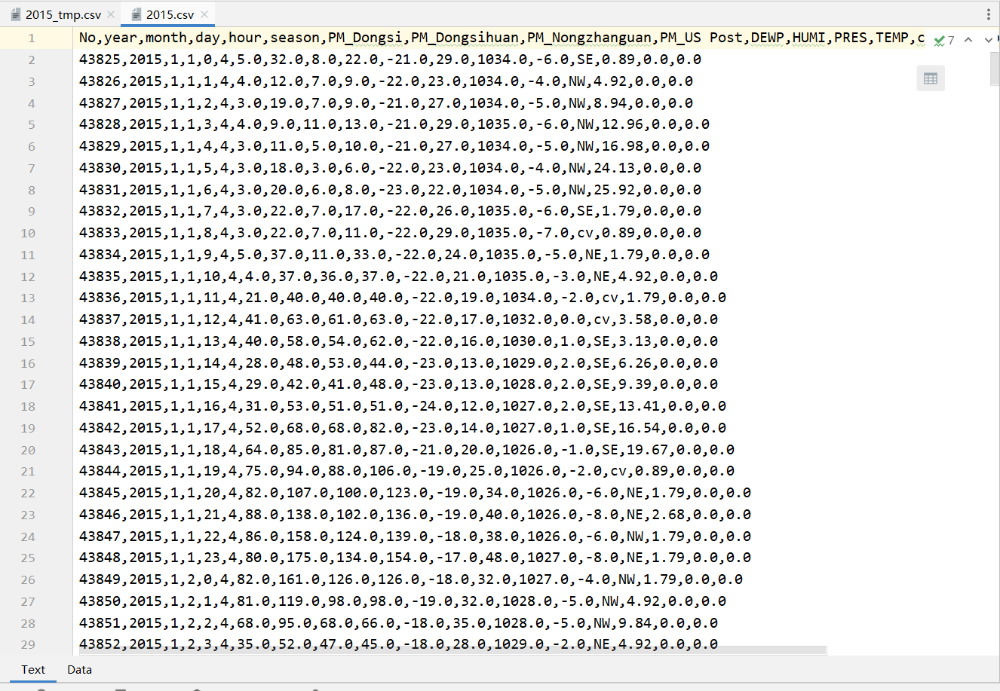 2015_tmp.csv
2015.csv
1 No,year,month,day,hour,season,PM_Dongsi,PM_Dongsihuan,PM_Nongzhanguan,PM_US Post,DEWP,HUMI,PRES,TEMP,c 7
2 43825,2015,1,1,0,4,5.0,32.0,8.0,22.0,-21.0,29.0,1034.0,-6.0,SE,0.89,0.0,0.0
3 43826,2015,1,1,1,4,4.0,12.0,7.0,9.0,-22.0,23.0,1034.0,-4.0,NW,4.92,0.0,0.0
4 43827,2015,1,1,2,4,3.0,19.0,7.0,9.0,-21.0,27.0,1034.0,-5.0,NW,8.94,0.0,0.0
5 43828,2015,1,1,3,4,4.0,9.0,11.0,13.0,-21.0,29.0,1035.0,-6.0,NW,12.96,0.0,0.0
6 43829,2015,1,1,4,4,3.0,11.0,5.0,10.0,-21.0,27.0,1034.0,-5.0,NW,16.98,0.0,0.0
7 43830,2015,1,1,5,4,3.0,18.0,3.0,6.0,-22.0,23.0,1034.0,-4.0,NW,24.13,0.0,0.0
8 43831,2015,1,1,6,4,3.0,20.0,6.0,8.0,-23.0,22.0,1034.0,-5.0,NW,25.92,0.0,0.0
9 43832,2015,1,1,7,4,3.0,22.0,7.0,17.0,-22.0,26.0,1035.0,-6.0,SE,1.79,0.0,0.0
10 43833,2015,1,1,8,4,3.0,22.0,7.0,11.0,-22.0,29.0,1035.0,-7.0,cv,0.89,0.0,0.0
11 43834,2015,1,1,9,4,5.0,37.0,11.0,33.0,-22.0,24.0,1035.0,-5.0,NE,1.79,0.0,0.0
12 43835,2015,1,1,10,4,4.0,37.0,36.0,37.0,-22.0,21.0,1035.0,-3.0,NE,4.92,0.0,0.0
13 43836,2015,1,1,11,4,21.0,40.0,40.0,40.0,-22.0,19.0,1034.0,-2.0,cv,1.79,0.0,0.0
14 43837,2015,1,1,12,4,41.0,63.0,61.0,63.0,-22.0,17.0,1032.0,0.0,cv,3.58,0.0,0.0
15 43838,2015,1,1,13,4,40.0,58.0,54.0,62.0,-22.0,16.0,1030.0,1.0,SE,3.13,0.0,0.0
16 43839,2015,1,1,14,4,28.0,48.0,53.0,44.0,-23.0,13.0,1029.0,2.0,SE,6.26,0.0,0.0
17 43840,2015,1,1,15,4,29.0,42.0,41.0,48.0,-23.0,13.0,1028.0,2.0,SE,9.39,0.0,0.0
18 43841,2015,1,1,16,4,31.0,53.0,51.0,51.0,-24.0,12.0,1027.0,2.0,SE,13.41,0.0,0.0
19 43842,2015,1,1,17,4,52.0,68.0,68.0,82.0,-23.0,14.0,1027.0,1.0,SE,16.54,0.0,0.0
20 43843,2015,1,1,18,4,64.0,85.0,81.0,87.0,-21.0,20.0,1026.0,-1.0,SE,19.67,0.0,0.0
21 43844,2015,1,1,19,4,75.0,94.0,88.0,106.0,-19.0,25.0,1026.0,-2.0,cv,0.89,0.0,0.0
22 43845,2015,1,1,20,4,82.0,107.0,100.0,123.0,-19.0,34.0,1026.0,-6.0,NE,1.79,0.0,0.0
23 43846,2015,1,1,21,4,88.0,138.0,102.0,136.0,-19.0,40.0,1026.0,-8.0,NE,2.68,0.0,0.0
24 43847,2015,1,1,22,4,86.0,158.0,124.0,139.0,-18.0,38.0,1026.0,-6.0,NW,1.79,0.0,0.0
25 43848,2015,1,1,23,4,80.0,175.0,134.0,154.0,-17.0,48.0,1027.0,-8.0,NE,1.79,0.0,0.0
26 43849,2015,1,2,0,4,82.0,161.0,126.0,126.0,-18.0,32.0,1027.0,-4.0,NW,1.79,0.0,0.0
27 43850,2015,1,2,1,4,81.0,119.0,98.0,98.0,-19.0,32.0,1028.0,-5.0,NW,4.92,0.0,0.0
28 43851,2015,1,2,2,4,68.0,95.0,68.0,66.0,-18.0,35.0,1028.0,-5.0,NW,9.84,0.0,0.0
29 43852,2015,1,2,3,4,35.0,52.0,47.0,45.0,-18.0,28.0,1029.0,-2.0,NE,4.92,0.0,0.0
Text Data